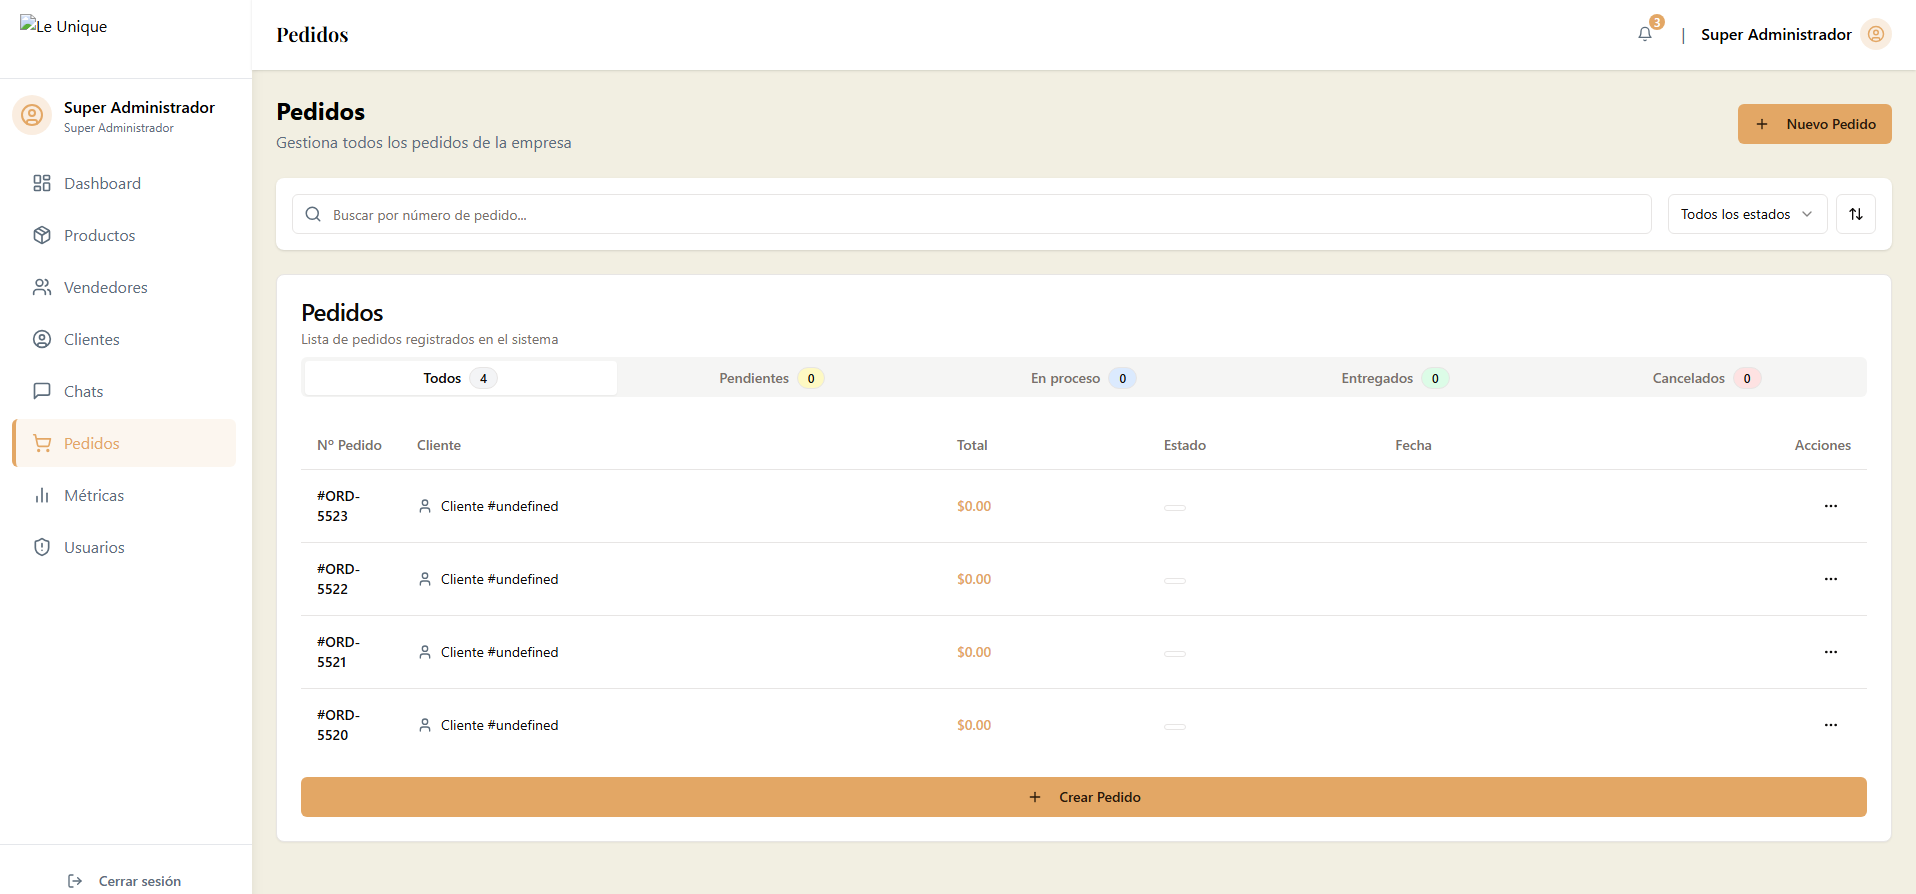 Le Unique
Pedidos
3
|
Super Administrador
Super Administrador
Super Administrador
Dashboard
Productos
Vendedores
Clientes
Chats
Pedidos
Métricas
Usuarios
Cerrar sesión
Pedidos
Gestiona todos los pedidos de la empresa
Nuevo Pedido
Buscar por número de pedido...
Todos los estados
Pedidos
Lista de pedidos registrados en el sistema
Todos 4
Pendientes 0
En proceso 0
Entregados 0
Cancelados 0
Nº Pedido Cliente Total Estado Fecha Acciones
#ORD-
5523
Cliente #undefined
$0.00
#ORD-
5522
Cliente #undefined
$0.00
#ORD-
5521
Cliente #undefined
$0.00
#ORD-
5520
Cliente #undefined
$0.00
Crear Pedido